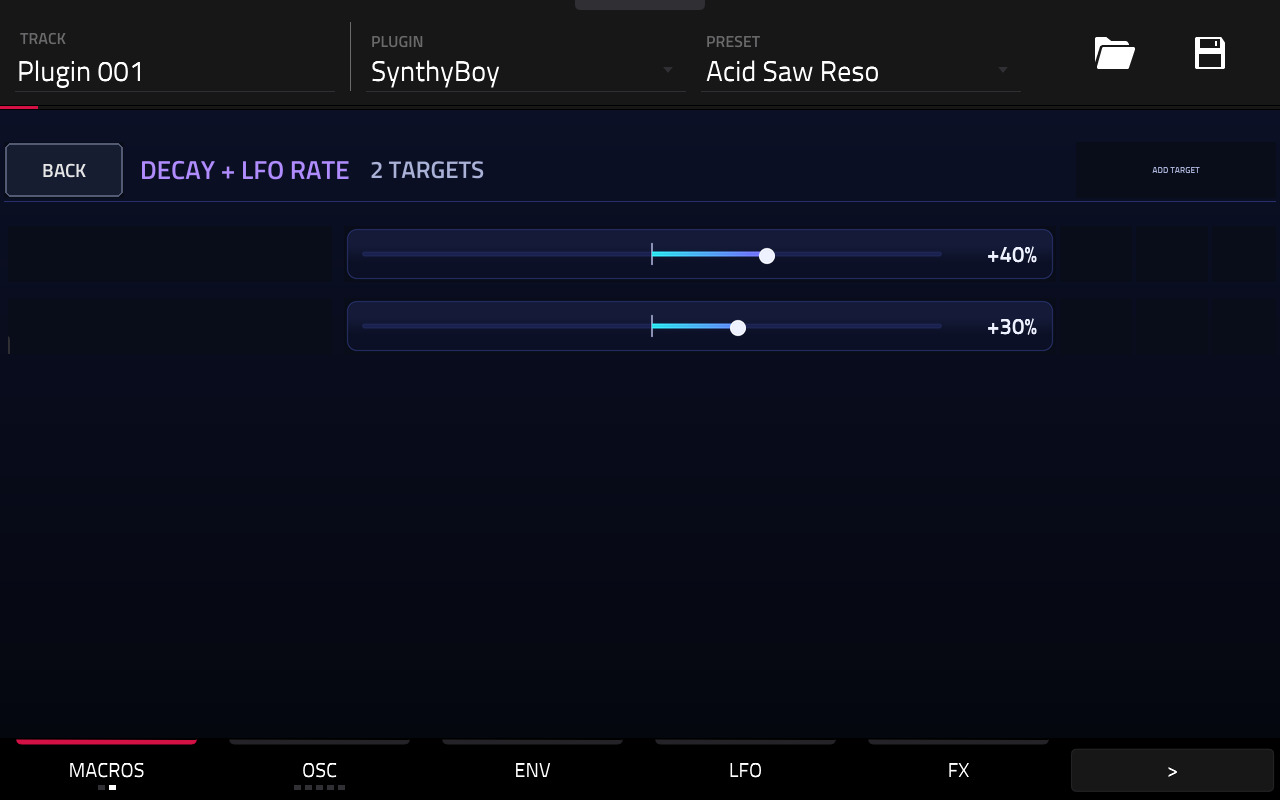 TRACK
Plugin 001
PLUGIN
SynthyBoy
PRESET
Acid Saw Reso
BACK
DECAY + LFO RATE
2 TARGETS
ADD TARGET
+40%
+30%
MACROS
OSC
ENV
LFO
FX
>